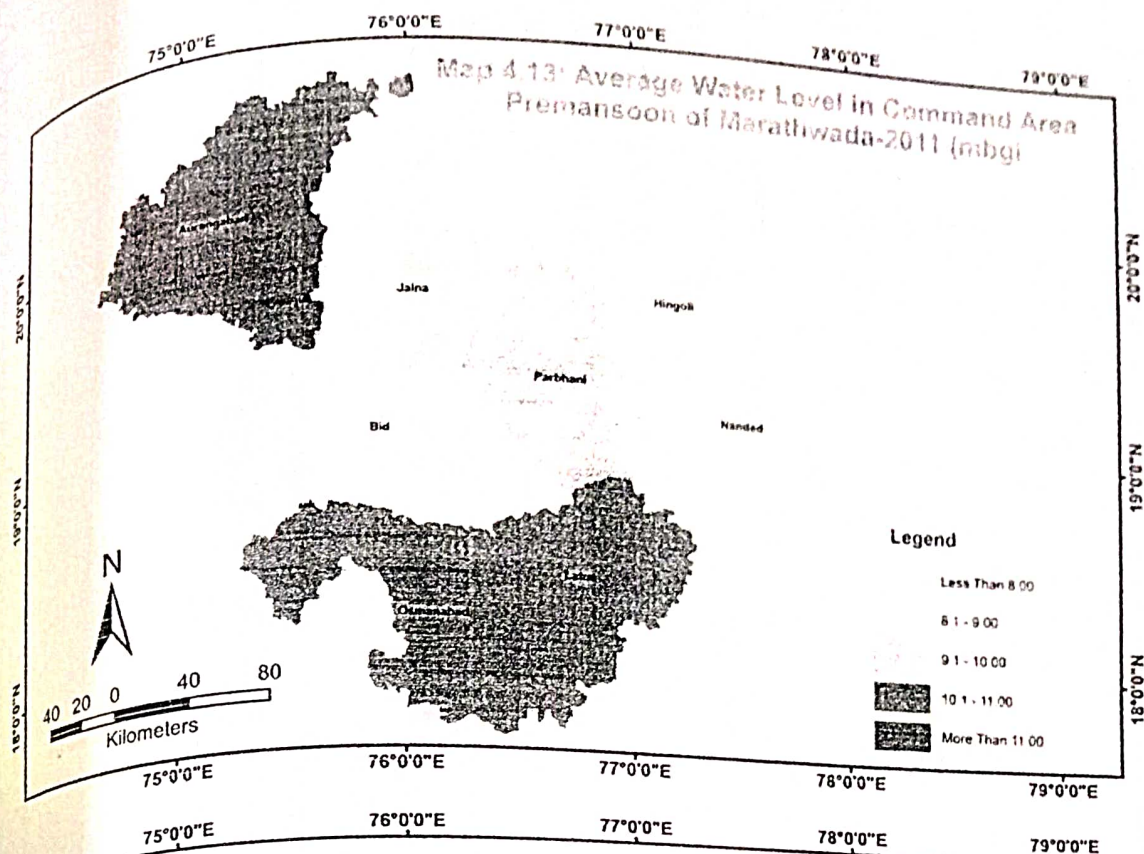 75°0'0"E
76°0'0"E
77°0'0"E
78°0'0"E
79°0'0"E
Map 4.13: Average Water Level in Command Area
Premansoon of Marathwada-2011 (mbgl
20°0'0"N
20°0'0"N
Aurangabad
Jalna
Hingoli
Parbhani
Bid
Nanded
19°0'0"N
19°0'0"N
Latur
Osmanabad
N
Legend
Less Than 8.00
8.1 - 9.00
9.1 - 10.00
10.1 - 11.00
More Than 11.00
40 20 0 40 80
Kilometers
18°0'0"N
18°0'0"N
75°0'0"E
76°0'0"E
77°0'0"E
78°0'0"E
79°0'0"E
75°0'0"E
76°0'0"E
77°0'0"E
78°0'0"E
79°0'0"E